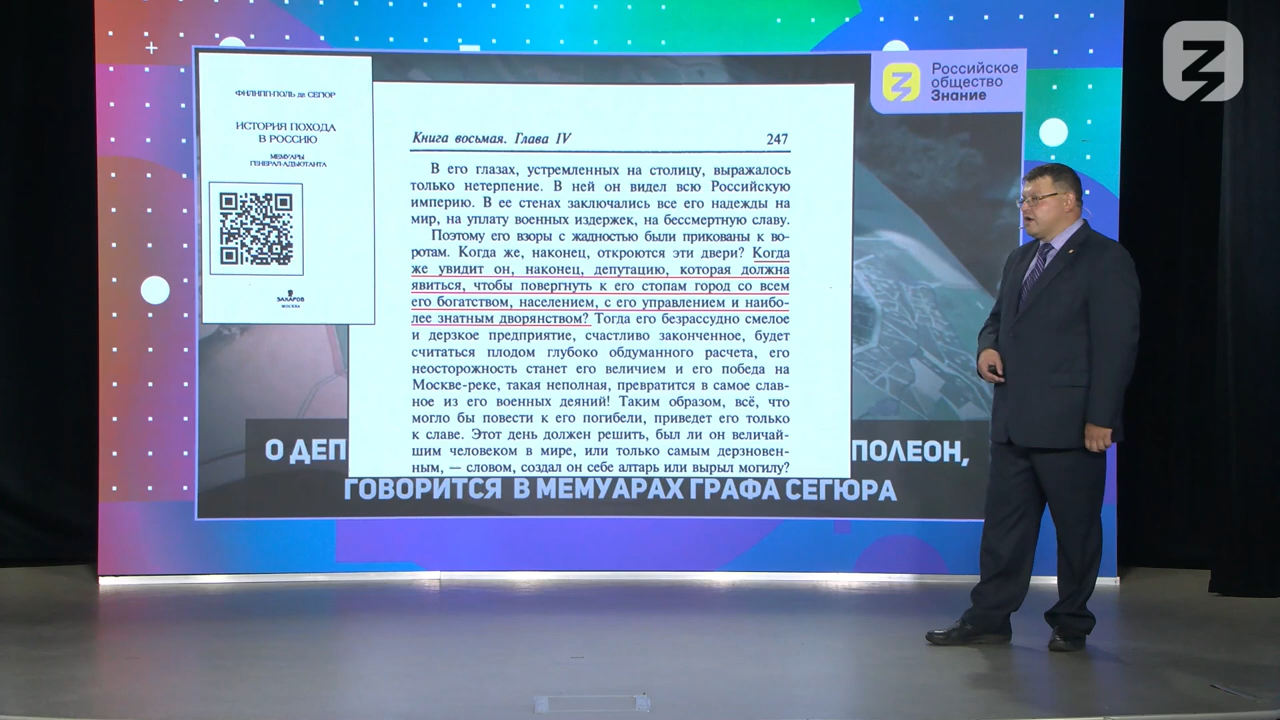 ФИЛИПП-ПОЛЬ де СЕГЮР
ИСТОРИЯ ПОХОДА
В РОССИЮ
МЕМУАРЫ
ГЕНЕРАЛ-АДЪЮТАНТА
ЗАХАРОВ
МОСКВА
Российское
общество
Знание
Книга восьмая. Глава IV 247
В его глазах, устремленных на столицу, выражалось
только нетерпение. В ней он видел всю Российскую
империю. В ее стенах заключались все его надежды на
мир, на уплату военных издержек, на бессмертную славу.
Поэтому его взоры с жадностью были прикованы к во-
ротам. Когда же, наконец, откроются эти двери? Когда
же увидит он, наконец, депутацию, которая должна
явиться, чтобы повергнуть к его стопам город со всем
его богатством, населением, с его управлением и наибо-
лее знатным дворянством? Тогда его безрассудно смелое
и дерзкое предприятие, счастливо законченное, будет
считаться плодом глубоко обдуманного расчета, его
неосторожность станет его величием и его победа на
Москве-реке, такая неполная, превратится в самое слав-
ное из его военных деяний! Таким образом, всё, что
могло бы повести к его погибели, приведет его только
к славе. Этот день должен решить, был ли он величай-
шим человеком в мире, или только самым дерзновен-
ным, — словом, создал он себе алтарь или вырыл могилу?
О ДЕП ПОЛЕОН,
ГОВОРИТСЯ В МЕМУАРАХ ГРАФА СЕГЮРА